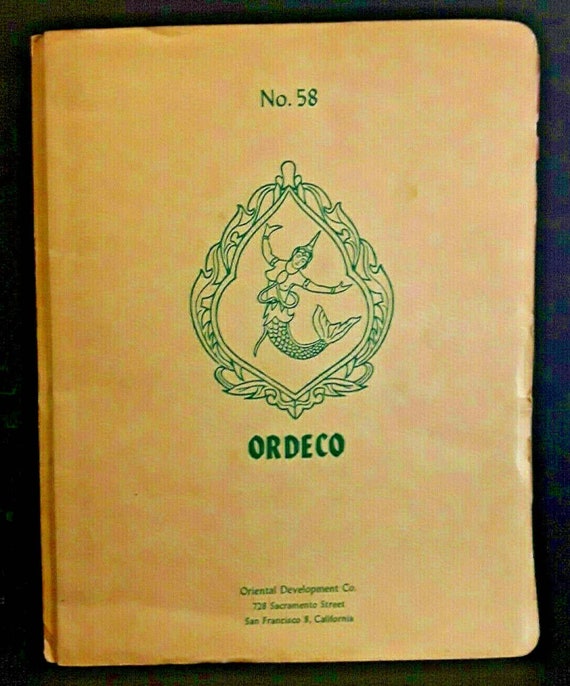 No. 58
ORDECO
Oriental Development Co.
728 Sacramento Street
San Francisco 8, California